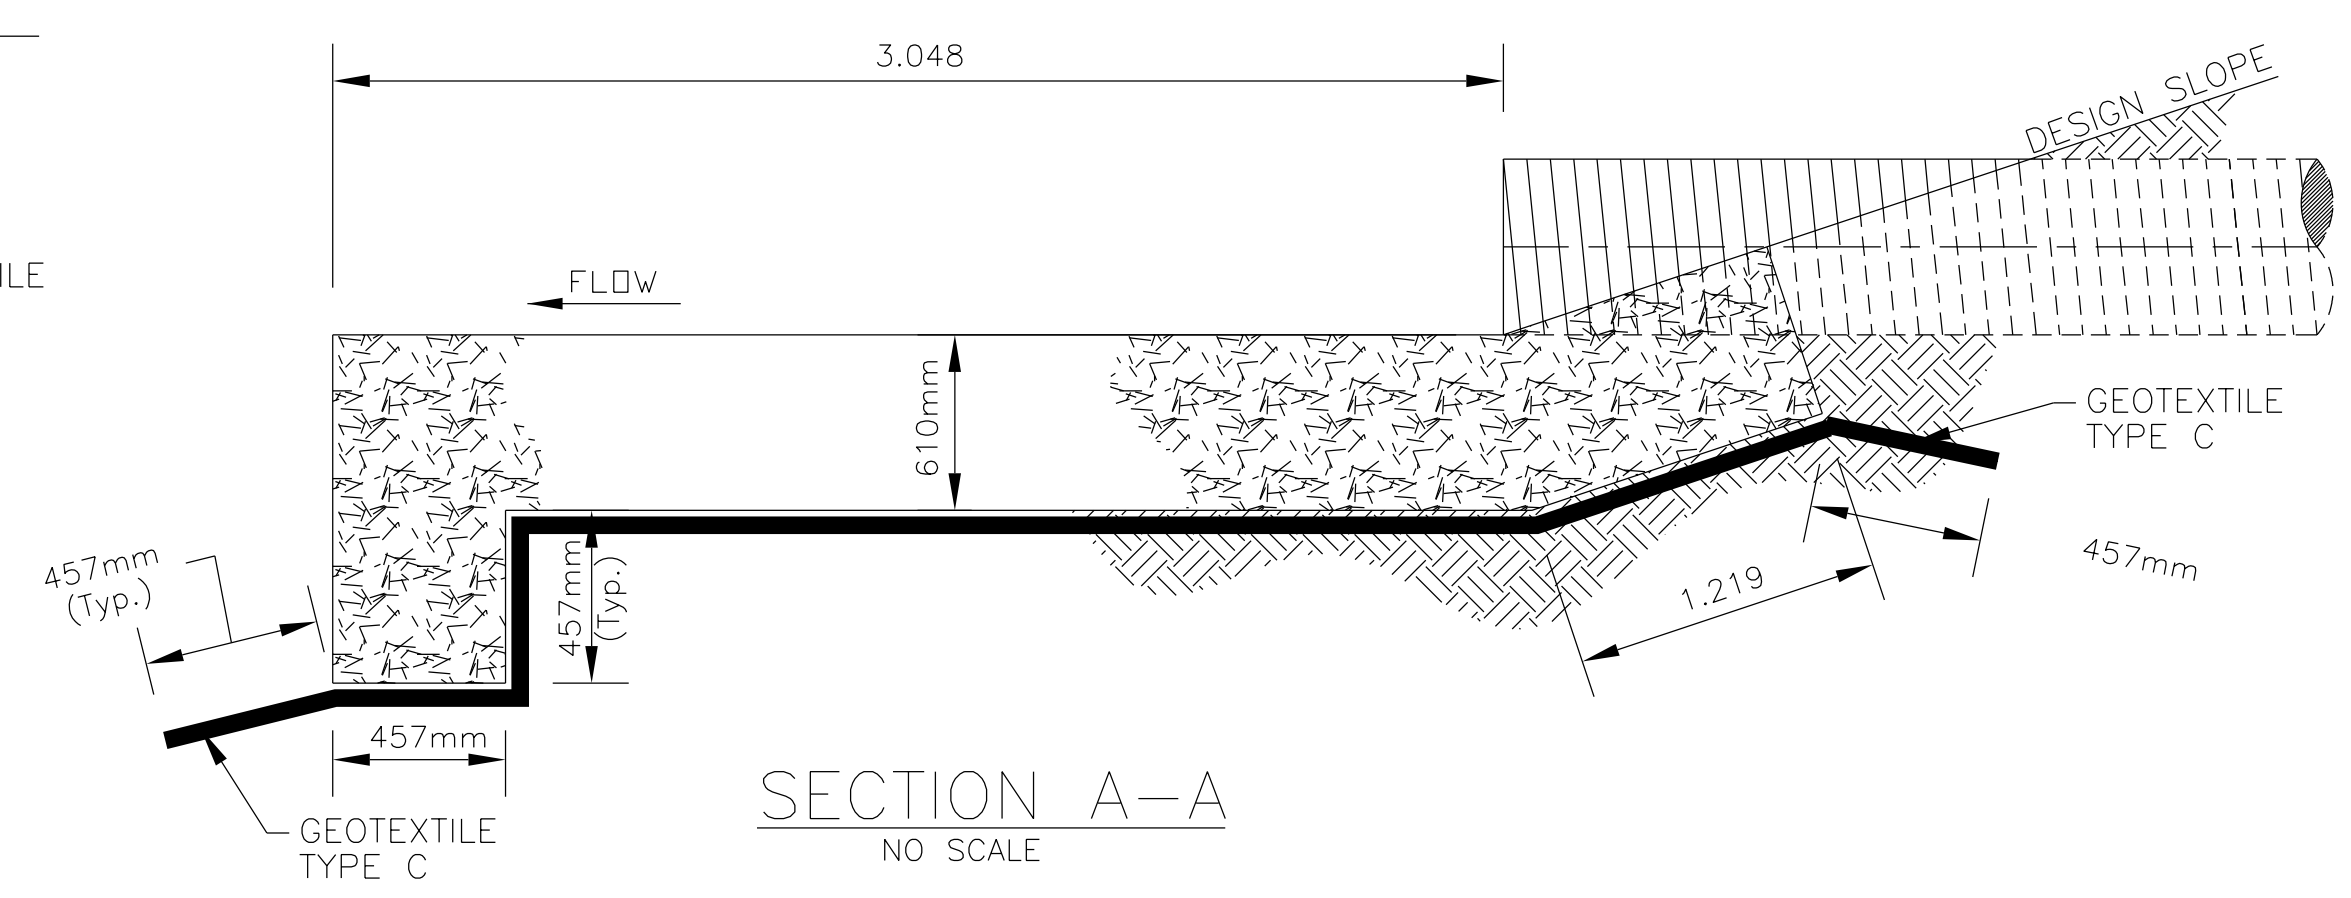 3.048
DESIGN SLOPE
ILE
FLOW
610mm
GEOTEXTILE
TYPE C
457mm
(Typ.)
457mm
(Typ.)
457mm
1.219
457mm
SECTION A-A
NO SCALE
GEOTEXTILE
TYPE C